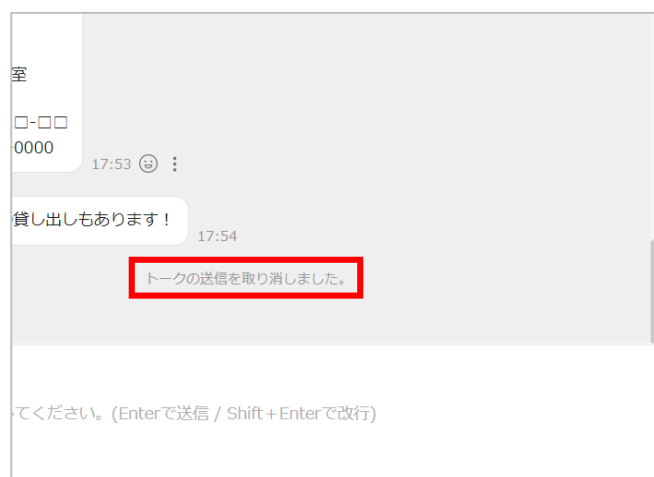 室
□-□□
0000
17:53
貸し出しもあります！
17:54
トークの送信を取り消しました。
てください。(Enterで送信 / Shift+Enterで改行)